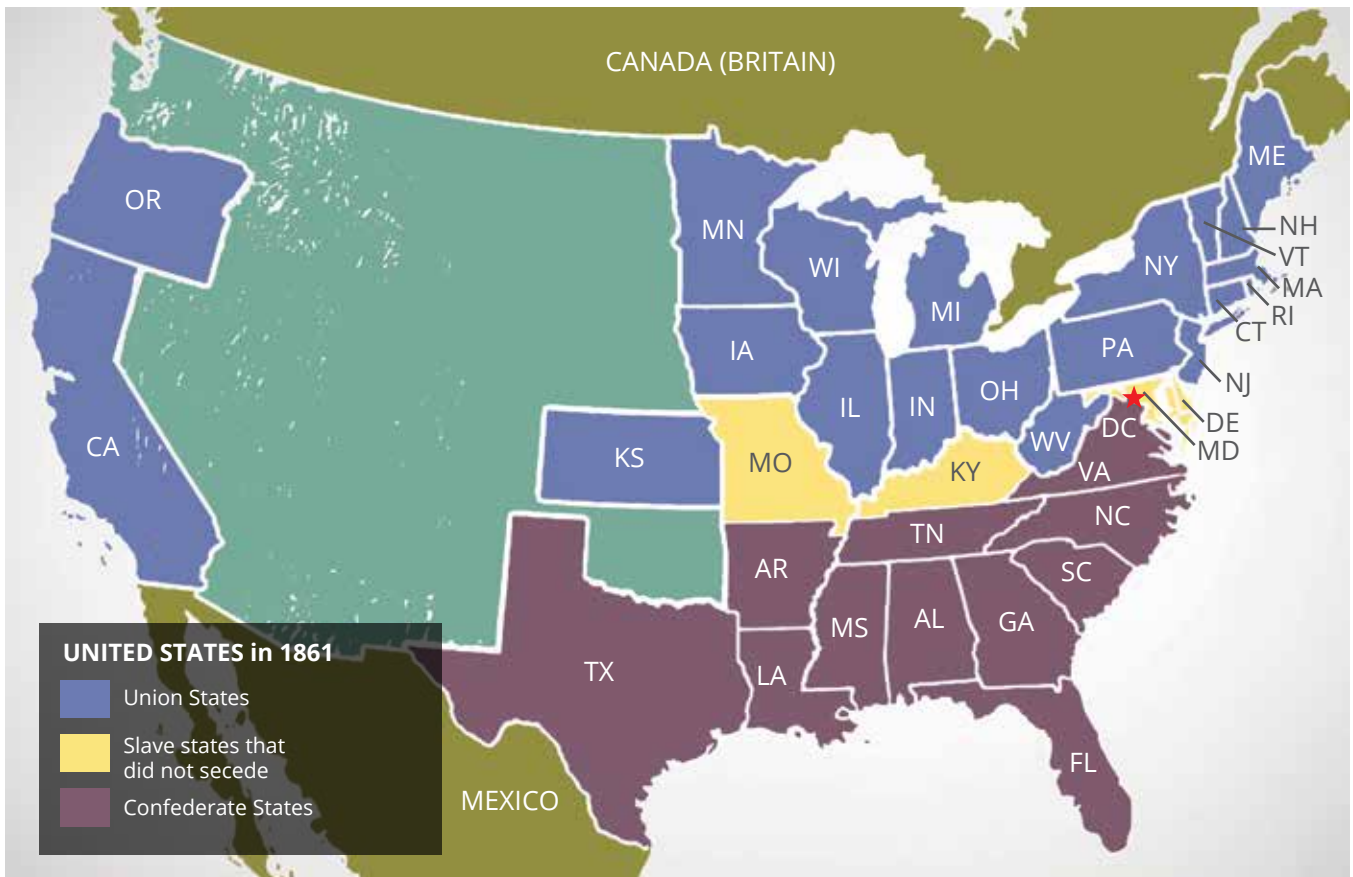 CANADA (BRITAIN)
ME
OR
NH
MN
VT
WI
NY
MA
MI
RI
CT
IA
PA
NJ
OH
IL
IN
DE
DC
WV
MD
CA
KS
MO
KY
VA
NC
TN
AR
SC
MS
AL
GA
UNITED STATES in 1861
TX
LA
Union States
Slave states that
did not secede
FL
MEXICO
Confederate States